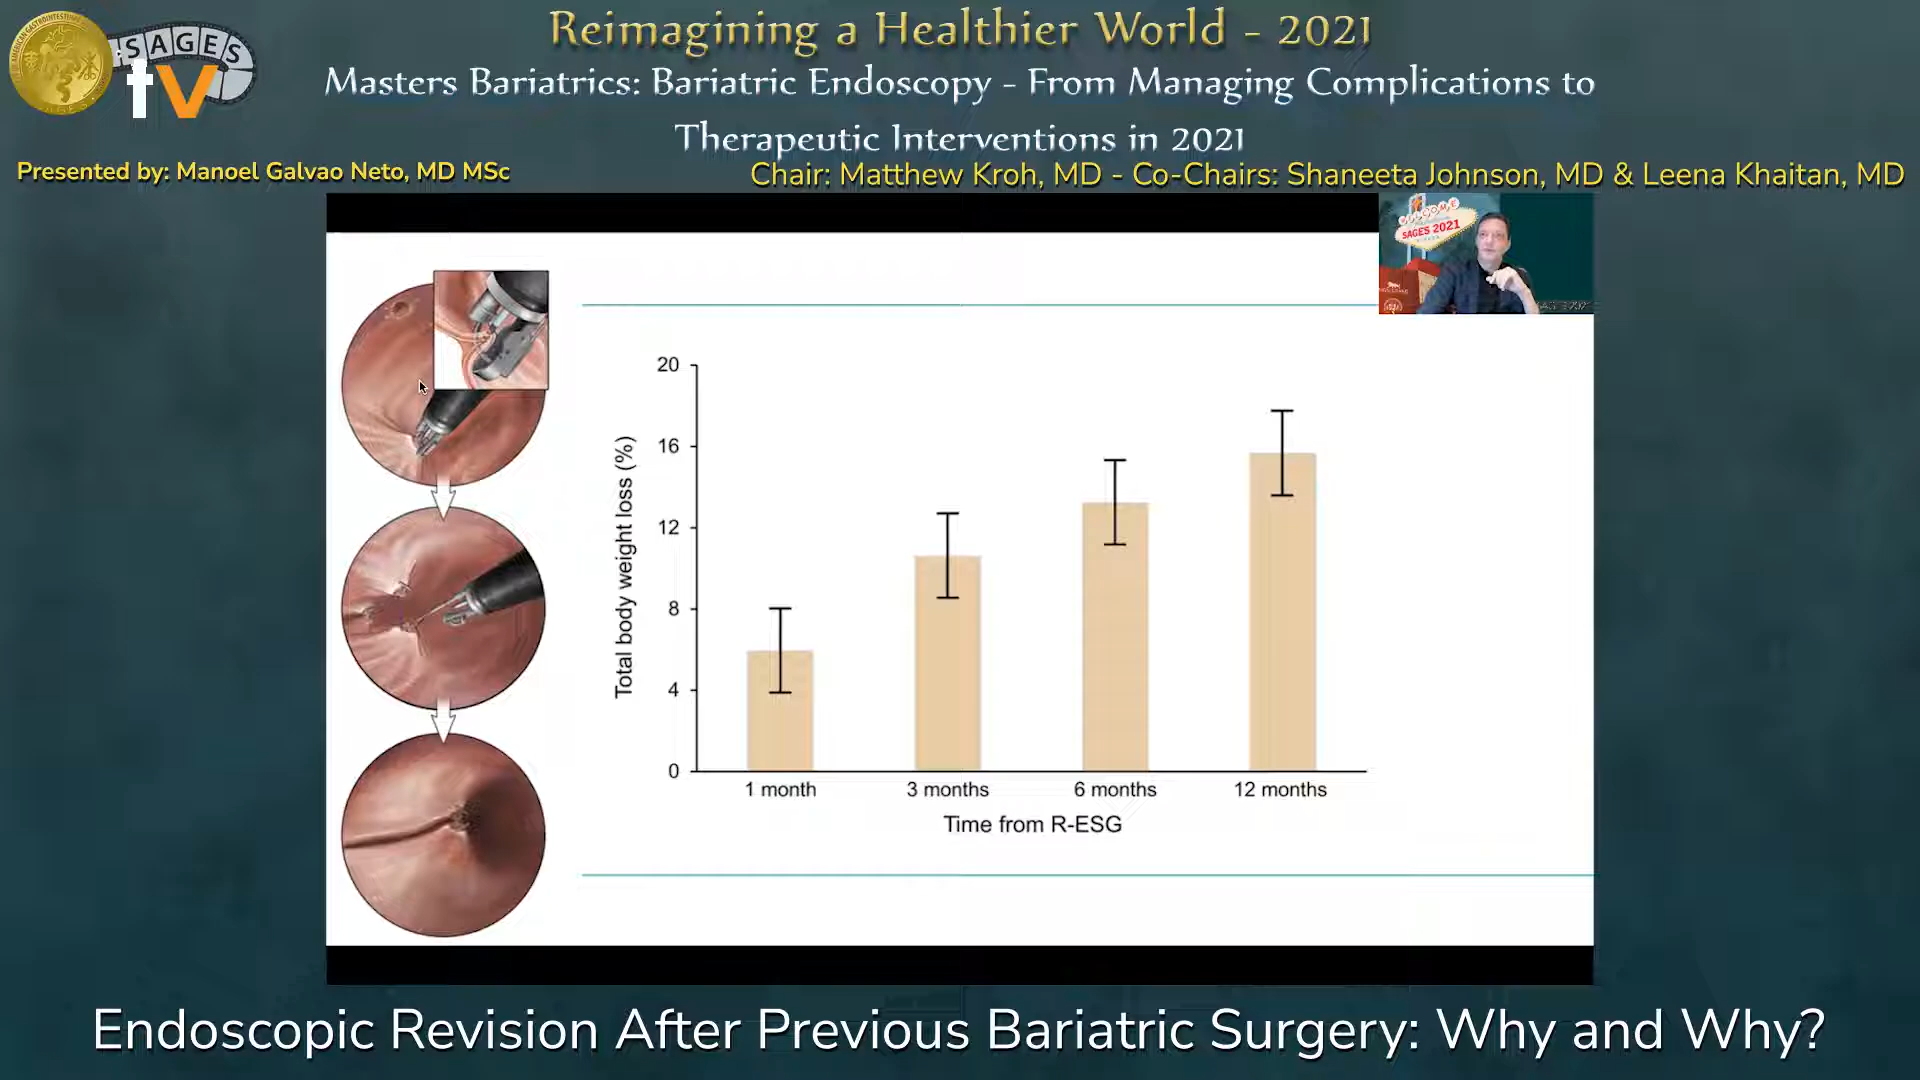 Reimagining a Healthier World - 2021
SAGES
tv
Masters Bariatrics: Bariatric Endoscopy - From Managing Complications to
Therapeutic Interventions in 2021
Presented by: Manoel Galvao Neto, MD MSc
Chair: Matthew Kroh, MD - Co-Chairs: Shaneeta Johnson, MD & Leena Khaitan, MD
WELCOME
SAGES 2021
20
16
12
8
4
0
Total body weight loss (%)
1 month
3 months
6 months
12 months
Time from R-ESG
Endoscopic Revision After Previous Bariatric Surgery: Why and Why?